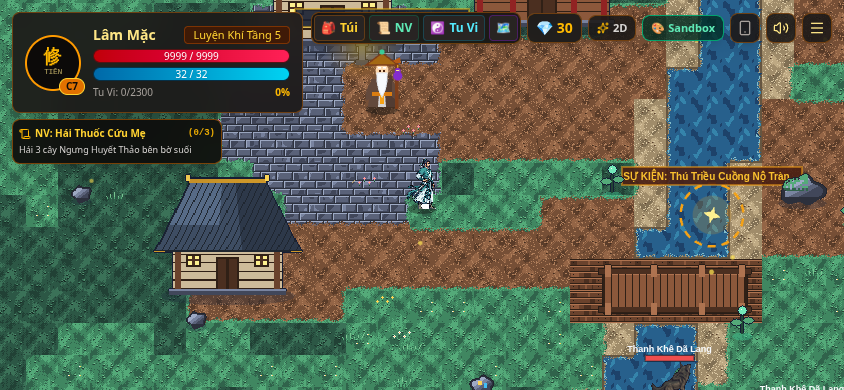 修
TIÊN
C7
Lâm Mặc
Luyện Khí Tầng 5
9999 / 9999
32 / 32
Tu Vi: 0/2300
0%
Túi
NV
Tu Vi
30
2D
Sandbox
NV: Hái Thuốc Cứu Mẹ
(0/3)
Hái 3 cây Ngưng Huyết Thảo bên bờ suối
SỰ KIỆN: Thú Triều Cuồng Nộ Tràn
Thanh Khê Dã Lang
Thanh Khê Dã Lang